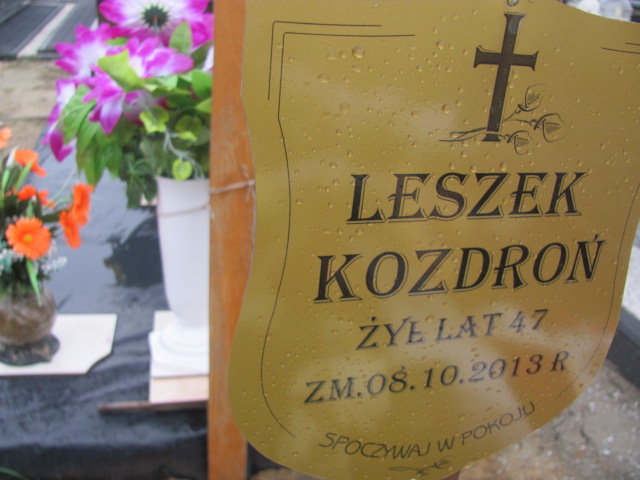 LESZEK
KOZDROŃ
ŻYŁ LAT 47
ZM.08.10.2013 R
SPOCZYWAJ W POKOJU